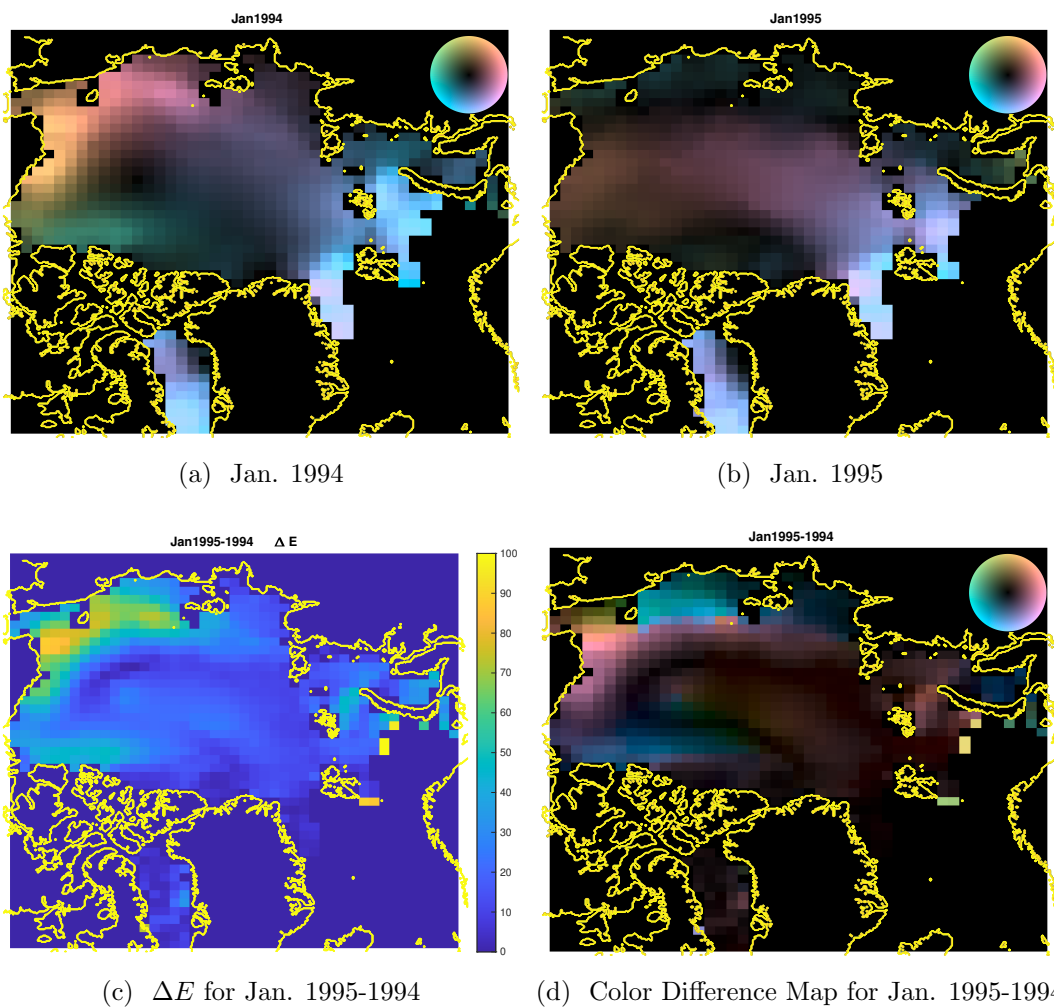 Jan1994
Jan1995
(a) Jan. 1994
(b) Jan. 1995
Jan1995-1994 Δ E
Jan1995-1994
100
90
80
70
60
50
40
30
20
10
0
(c) ΔE for Jan. 1995-1994
(d) Color Difference Map for Jan. 1995-1994